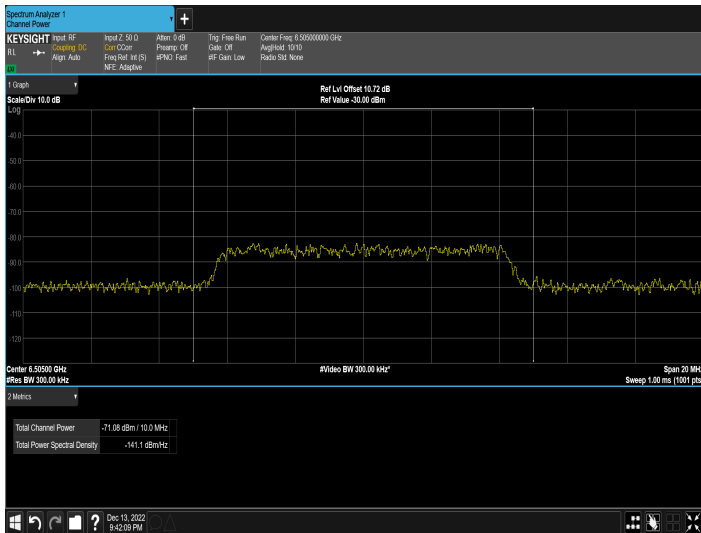 Spectrum Analyzer 1
Channel Power
+
KEYSIGHT Input: RF Input Z: 50 Ω Atten: 0 dB Trig: Free Run Center Freq: 6.505000000 GHz
RL Coupling: DC Corr CCorr Preamp: Off Gate: Off Avg|Hold: 10/10
Align: Auto Freq Ref: Int (S) #PNO: Fast #IF Gain: Low Radio Std: None
NFE: Adaptive
1 Graph
Ref Lvl Offset 10.72 dB
Scale/Div 10.0 dB Ref Value -30.00 dBm
Log
-40.0
-50.0
-60.0
-70.0
-80.0
-90.0
-100
-110
-120
Center 6.50500 GHz #Video BW 300.00 kHz* Span 20 MH
#Res BW 300.00 kHz Sweep 1.00 ms (1001 pts
2 Metrics
Total Channel Power -71.08 dBm / 10.0 MHz
Total Power Spectral Density -141.1 dBm/Hz
? Dec 13, 2022
9:42:09 PM